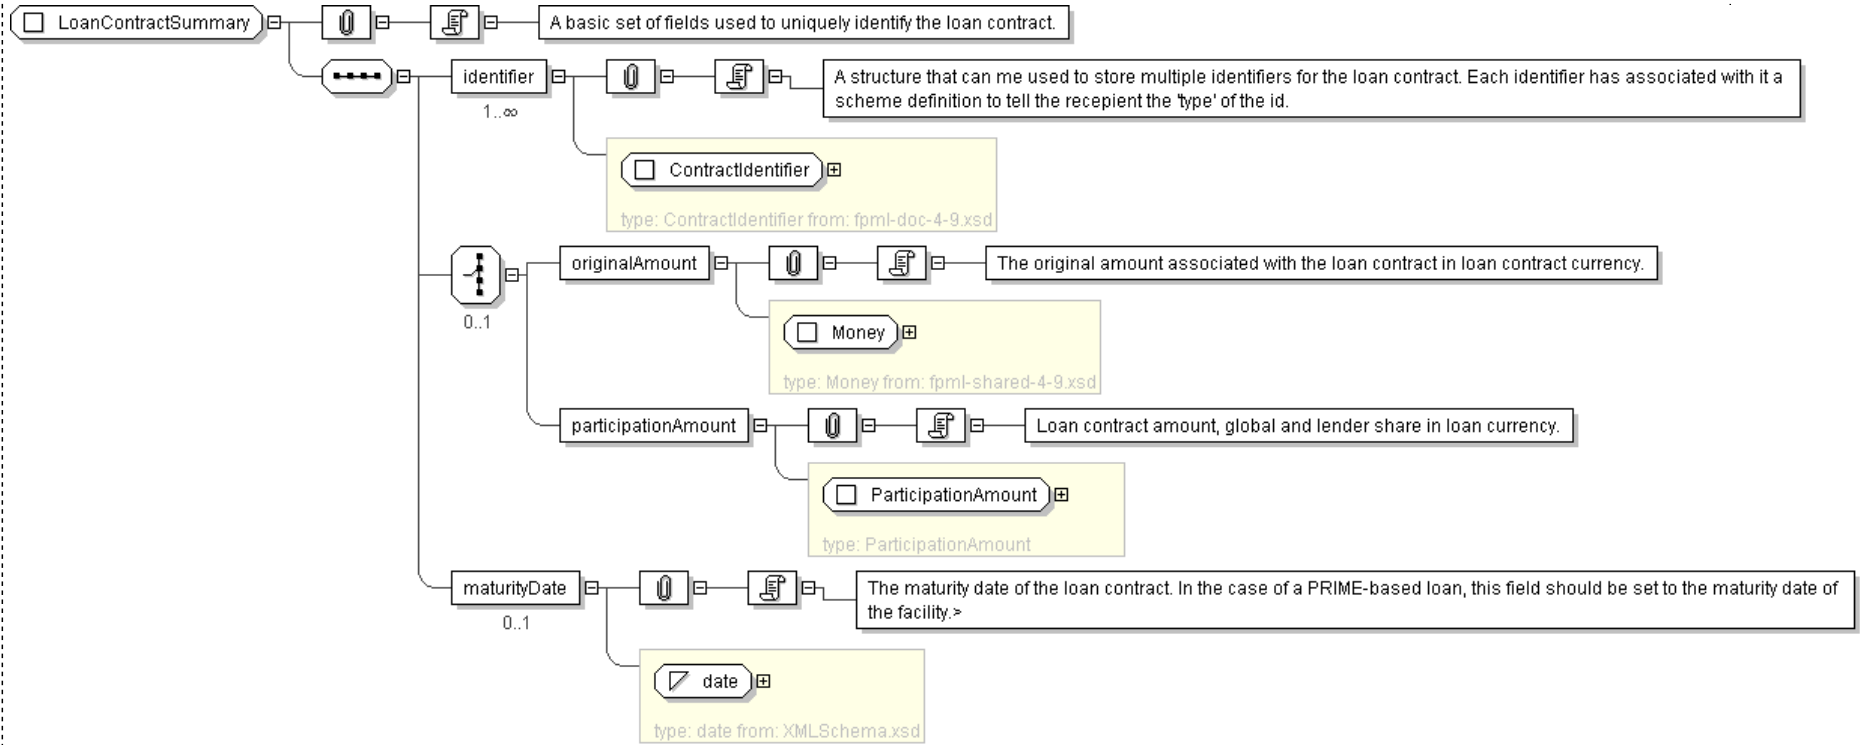 LoanContractSummary
A basic set of fields used to uniquely identify the loan contract.
identifier
1..∞
A structure that can me used to store multiple identifiers for the loan contract. Each identifier has associated with it a
scheme definition to tell the recepient the 'type' of the id.
ContractIdentifier
type: ContractIdentifier from: fpml-doc-4-9.xsd
0..1
originalAmount
The original amount associated with the loan contract in loan contract currency.
Money
type: Money from: fpml-shared-4-9.xsd
participationAmount
Loan contract amount, global and lender share in loan currency.
ParticipationAmount
type: ParticipationAmount
maturityDate
0..1
The maturity date of the loan contract. In the case of a PRIME-based loan, this field should be set to the maturity date of
the facility.>
date
type: date from: XMLSchema.xsd